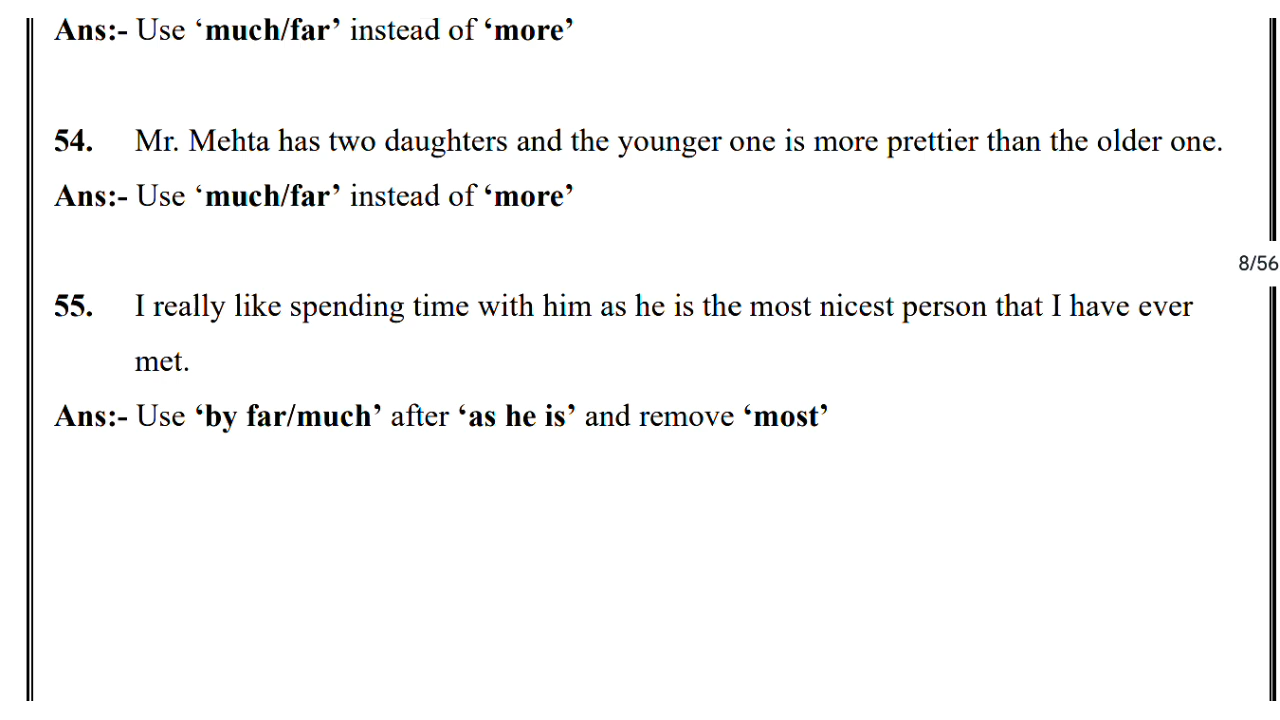 Ans:- Use ‘much/far’ instead of ‘more’
54. Mr. Mehta has two daughters and the younger one is more prettier than the older one.
Ans:- Use ‘much/far’ instead of ‘more’
8/56
55. I really like spending time with him as he is the most nicest person that I have ever
met.
Ans:- Use ‘by far/much’ after ‘as he is’ and remove ‘most’